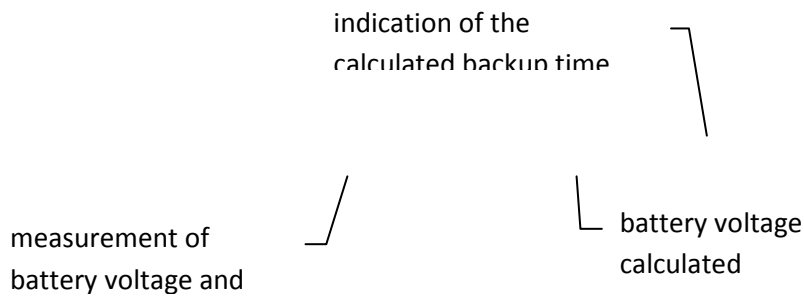 indication of the
calculated backup time
measurement of
battery voltage and
battery voltage
calculated